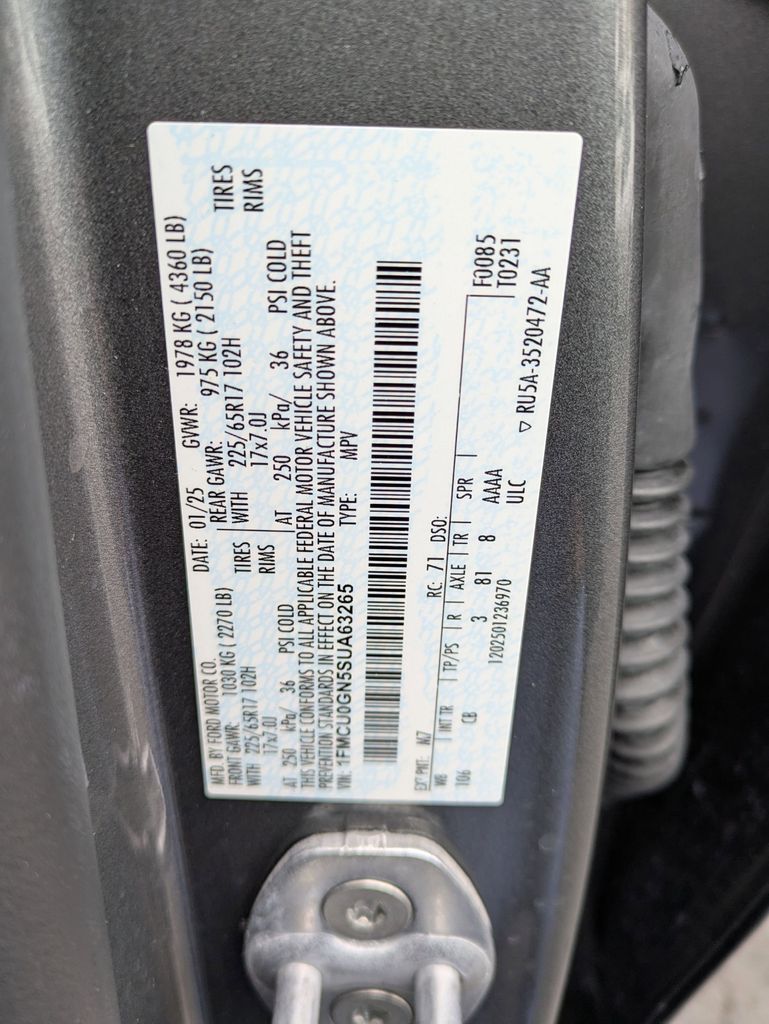 MFD. BY FORD MOTOR CO.
DATE: 01/25 GVWR: 1978 KG ( 4360 LB)
FRONT GAWR: 1030 KG ( 2270 LB) REAR GAWR: 975 KG ( 2150 LB)
WITH 225/65R17 102H TIRES WITH 225/65R17 102H TIRES
17x7.0J RIMS 17x7.0J RIMS
AT 250 kPa/ 36 PSI COLD AT 250 kPa/ 36 PSI COLD
THIS VEHICLE CONFORMS TO ALL APPLICABLE FEDERAL MOTOR VEHICLE SAFETY AND THEFT
PREVENTION STANDARDS IN EFFECT ON THE DATE OF MANUFACTURE SHOWN ABOVE.
VIN: 1FMCU0GN5SUA63265 TYPE: MPV
EXT PNT: M7 RC: 71 DSO: F0085
WB INT TR TP/PS R AXLE TR SPR T0231
106 CB 3 81 8 AAAA
ULC
1202501236970 ▽ RU5A-3520472-AA